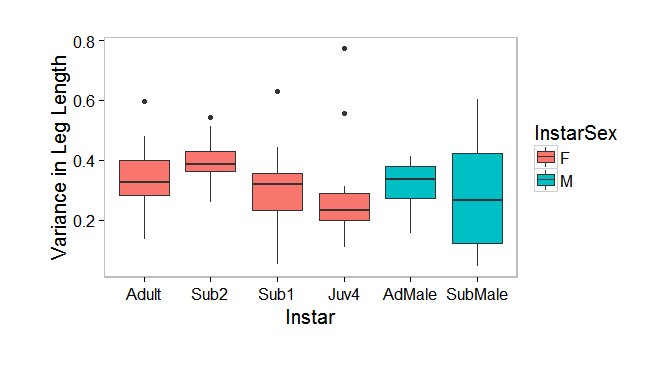 0.8
0.6
0.4
0.2
Variance in Leg Length
Adult Sub2 Sub1 Juv4 AdMale SubMale
Instar
InstarSex
F
M